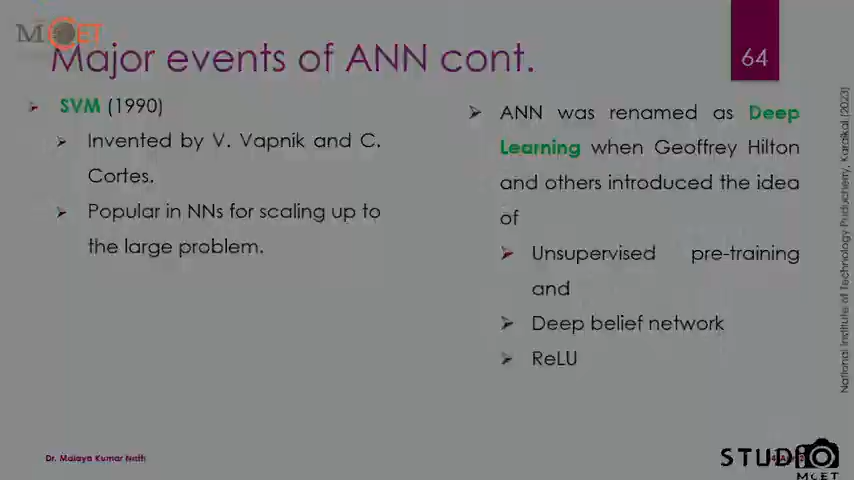 MCET
Major events of ANN cont.
64
SVM (1990)
Invented by V. Vapnik and C.
Cortes.
Popular in NNs for scaling up to
the large problem.
ANN was renamed as Deep
Learning when Geoffrey Hilton
and others introduced the idea
of
Unsupervised pre-training
and
Deep belief network
ReLU
National Institute of Technology Puducherry, Karaikal (2023)
Dr. Malaya Kumar Nath
STUDIO
MCET